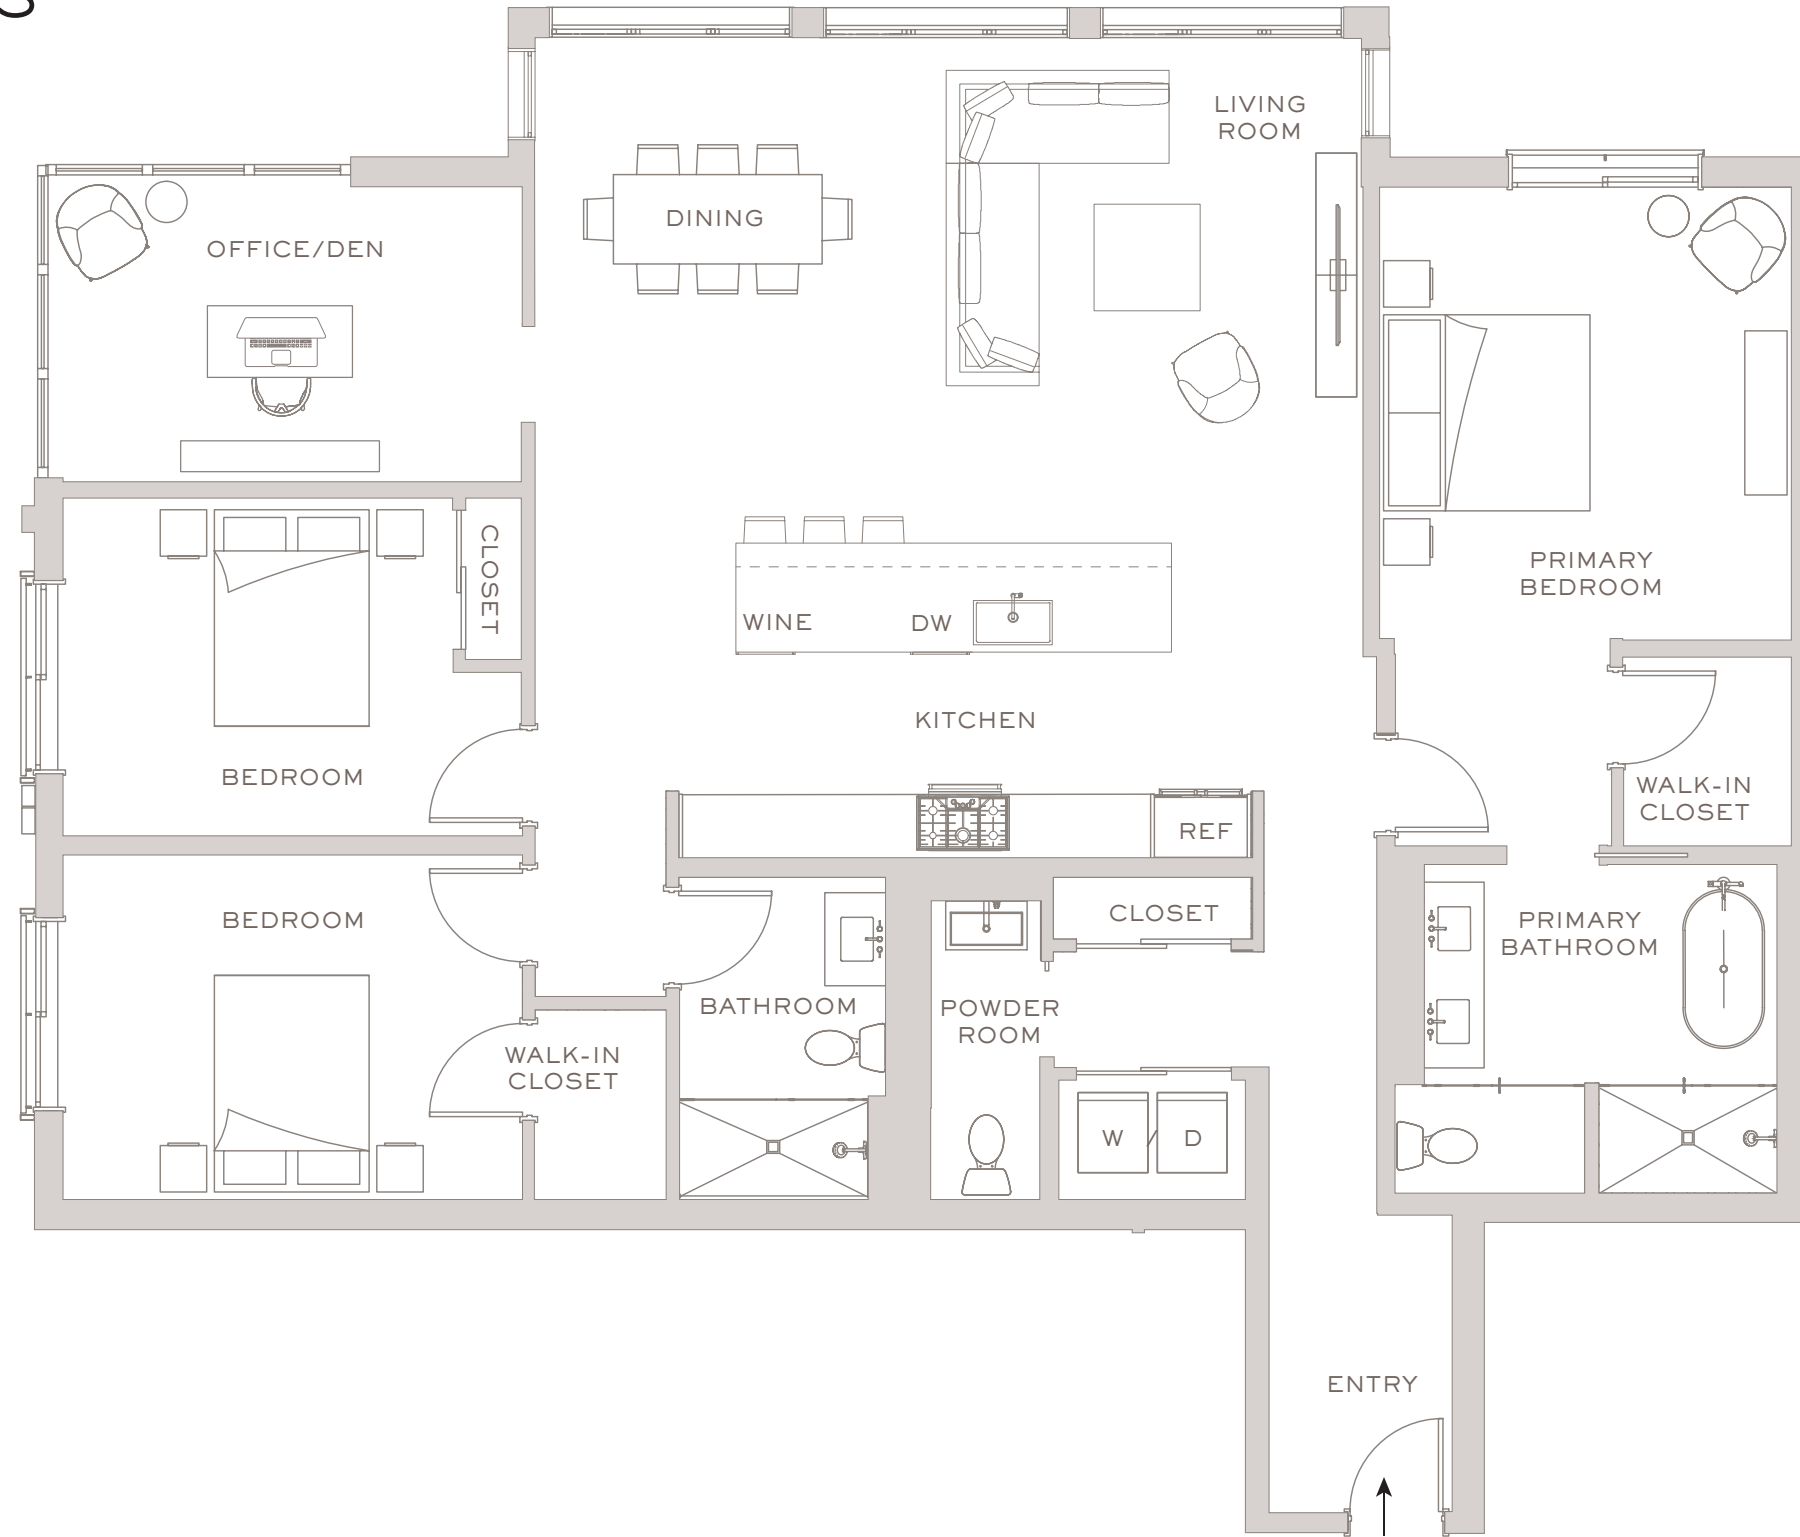 LIVING
ROOM
DINING
OFFICE/DEN
CLOSET
PRIMARY
BEDROOM
WINE
DW
KITCHEN
BEDROOM
WALK-IN
CLOSET
REF
BEDROOM
CLOSET
PRIMARY
BATHROOM
BATHROOM
POWDER
ROOM
WALK-IN
CLOSET
W
D
ENTRY